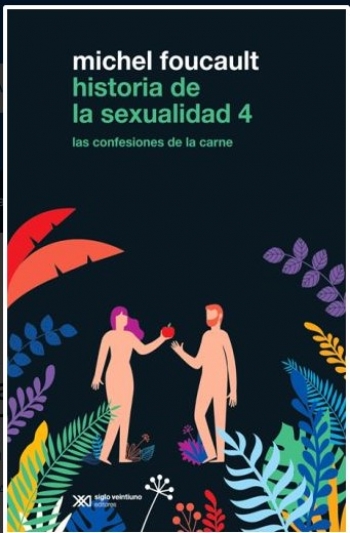 michel foucault
historia de
la sexualidad 4
las confesiones de la carne
siglo veintiuno
editores